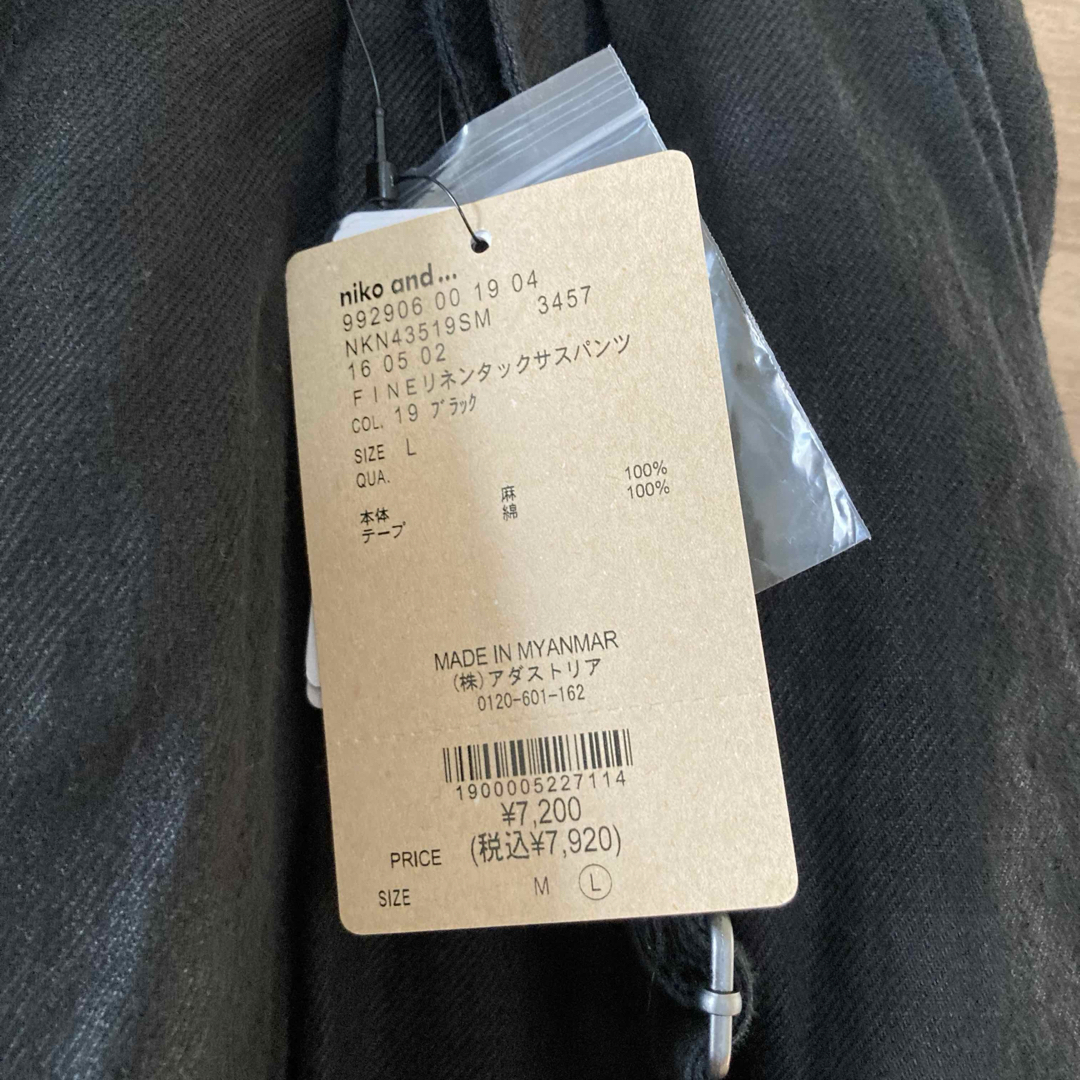 niko and...
992906 00 19 04
NKN43519SM 3457
16 05 02
FINEリネンタックサスパンツ
COL. 19 ブラック
SIZE L
QUA.
本体 麻 100%
テープ 綿 100%
MADE IN MYANMAR
(株)アダストリア
0120-601-162
1900005227114
¥7,200
PRICE (税込¥7,920)
SIZE M L